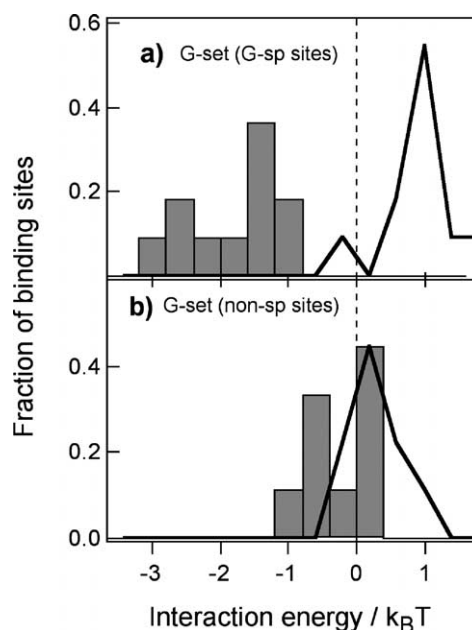 0.6
a) G-set (G-sp sites)
0.4
0.2
Fraction of binding sites
b) G-set (non-sp sites)
0.4
0.2
0.0
-3 -2 -1 0 1
Interaction energy / kBT